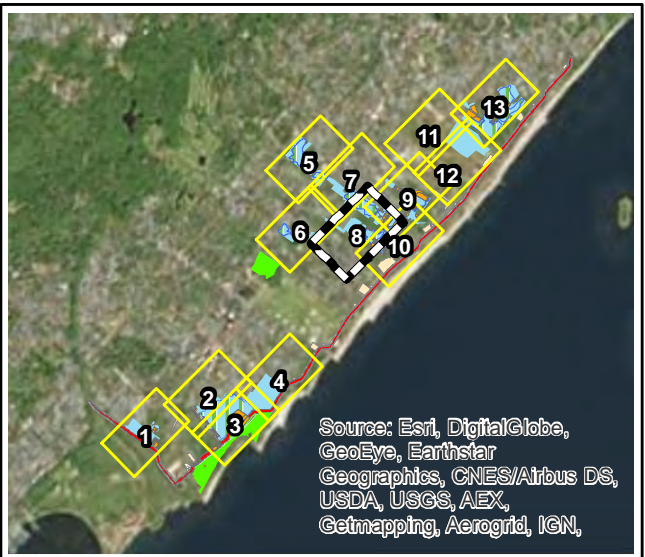 13
11
5
12
7
9
6
8
10
4
2
3
1
Source: Esri, DigitalGlobe,
GeoEye, Earthstar
Geographics, CNES/Airbus DS,
USDA, USGS, AEX,
Getmapping, Aerogrid, IGN,